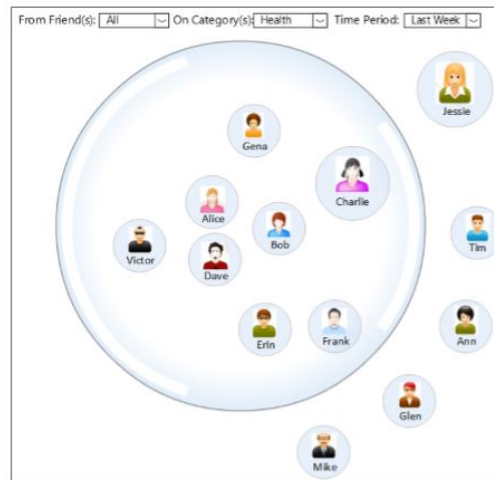 From Friend(s): All On Category(s): Health Time Period: Last Week
Jessie
Gena
Charlie
Alice
Bob
Tim
Victor
Dave
Erin
Frank
Ann
Glen
Mike